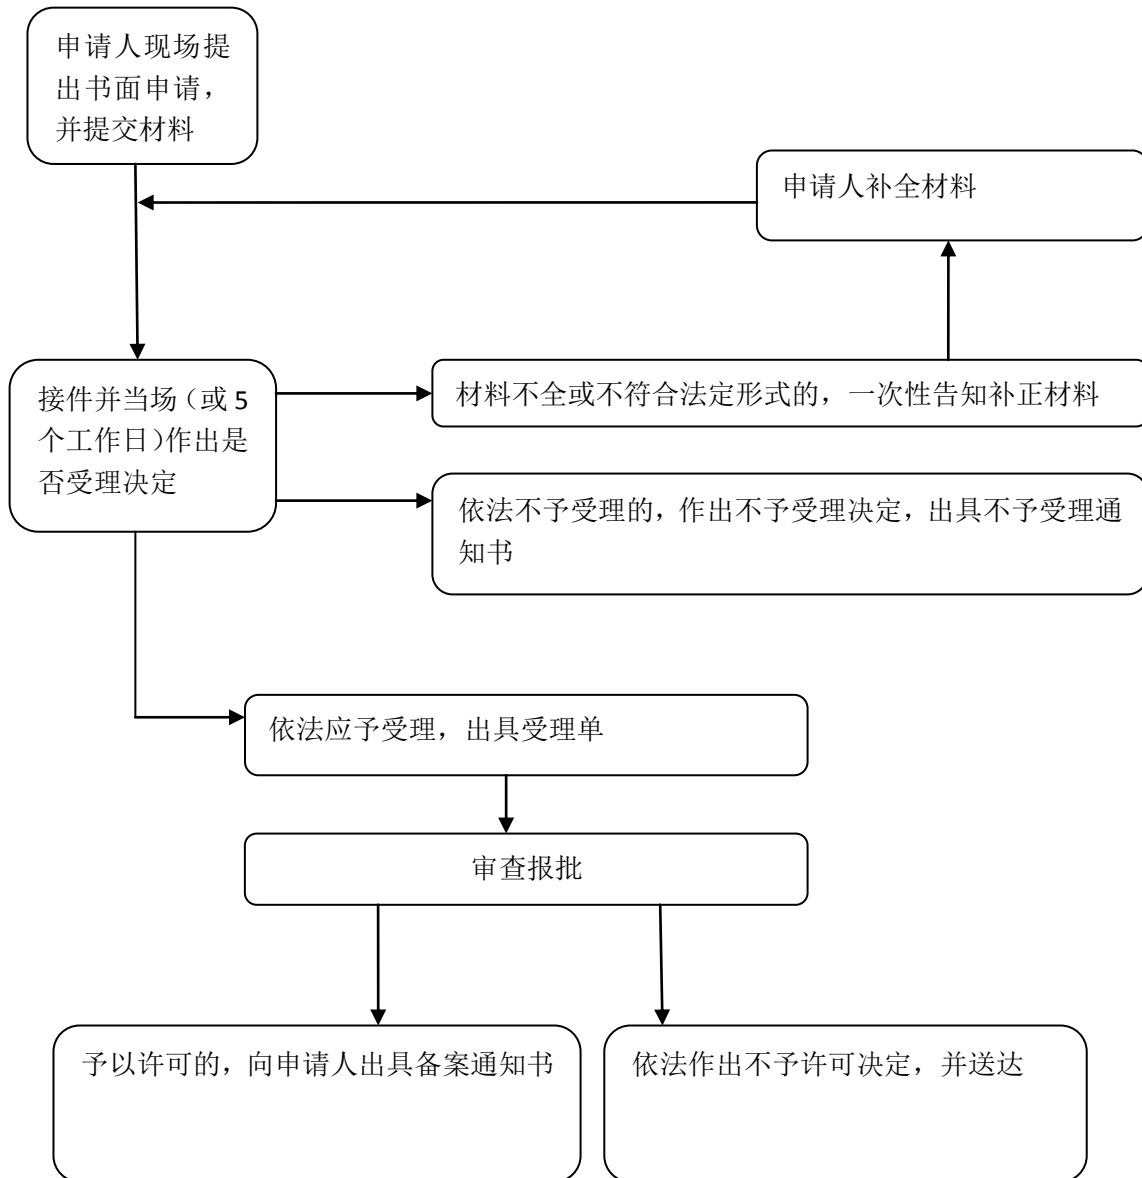 申请人现场提
出书面申请，
并提交材料
申请人补全材料
接件并当场（或 5
个工作日）作出是
否受理决定
材料不全或不符合法定形式的，一次性告知补正材料
依法不予受理的，作出不予受理决定，出具不予受理通
知书
依法应予受理，出具受理单
审查报批
予以许可的，向申请人出具备案通知书
依法作出不予许可决定，并送达